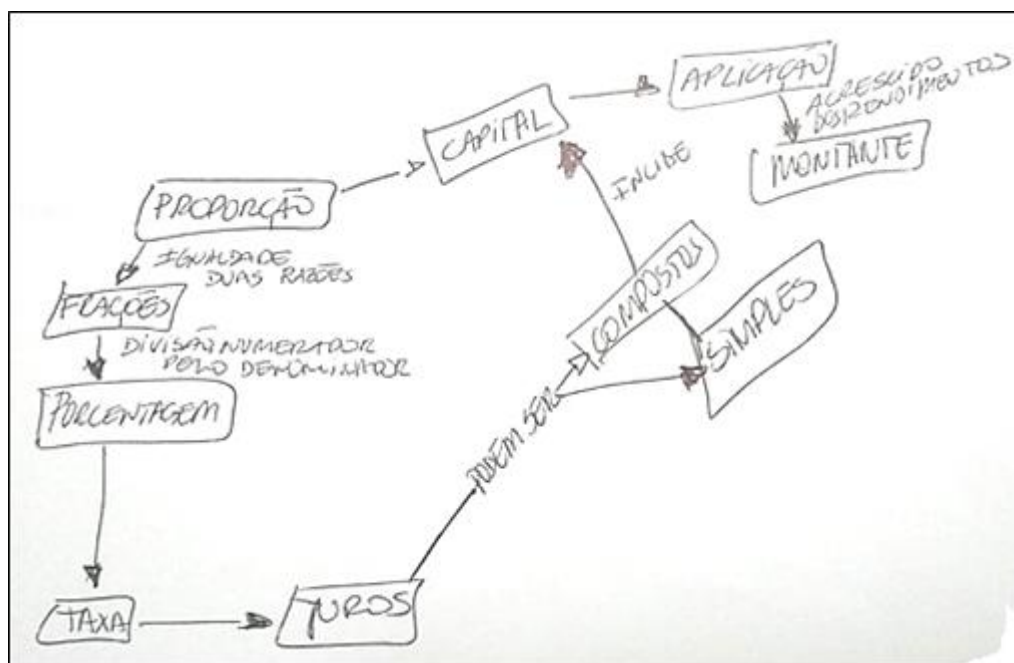 APLICAÇÃO
ACRESCIDO
DOS RENDIMENTOS
CAPITAL
MONTANTE
INCIDE
PROPORÇÃO
IGUALDADE
DUAS RAZÕES
FRAÇÕES
COMPOSTOS
SIMPLES
DIVISÃO NUMERADOR
PELO DENOMINADOR
PORCENTAGEM
PODEM SER
TAXA
JUROS